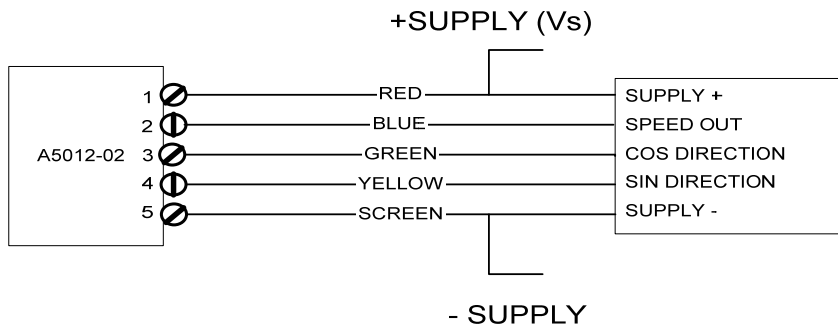 +SUPPLY (Vs)
1 RED SUPPLY +
2 BLUE SPEED OUT
A5012-02 3 GREEN COS DIRECTION
4 YELLOW SIN DIRECTION
5 SCREEN SUPPLY -
- SUPPLY